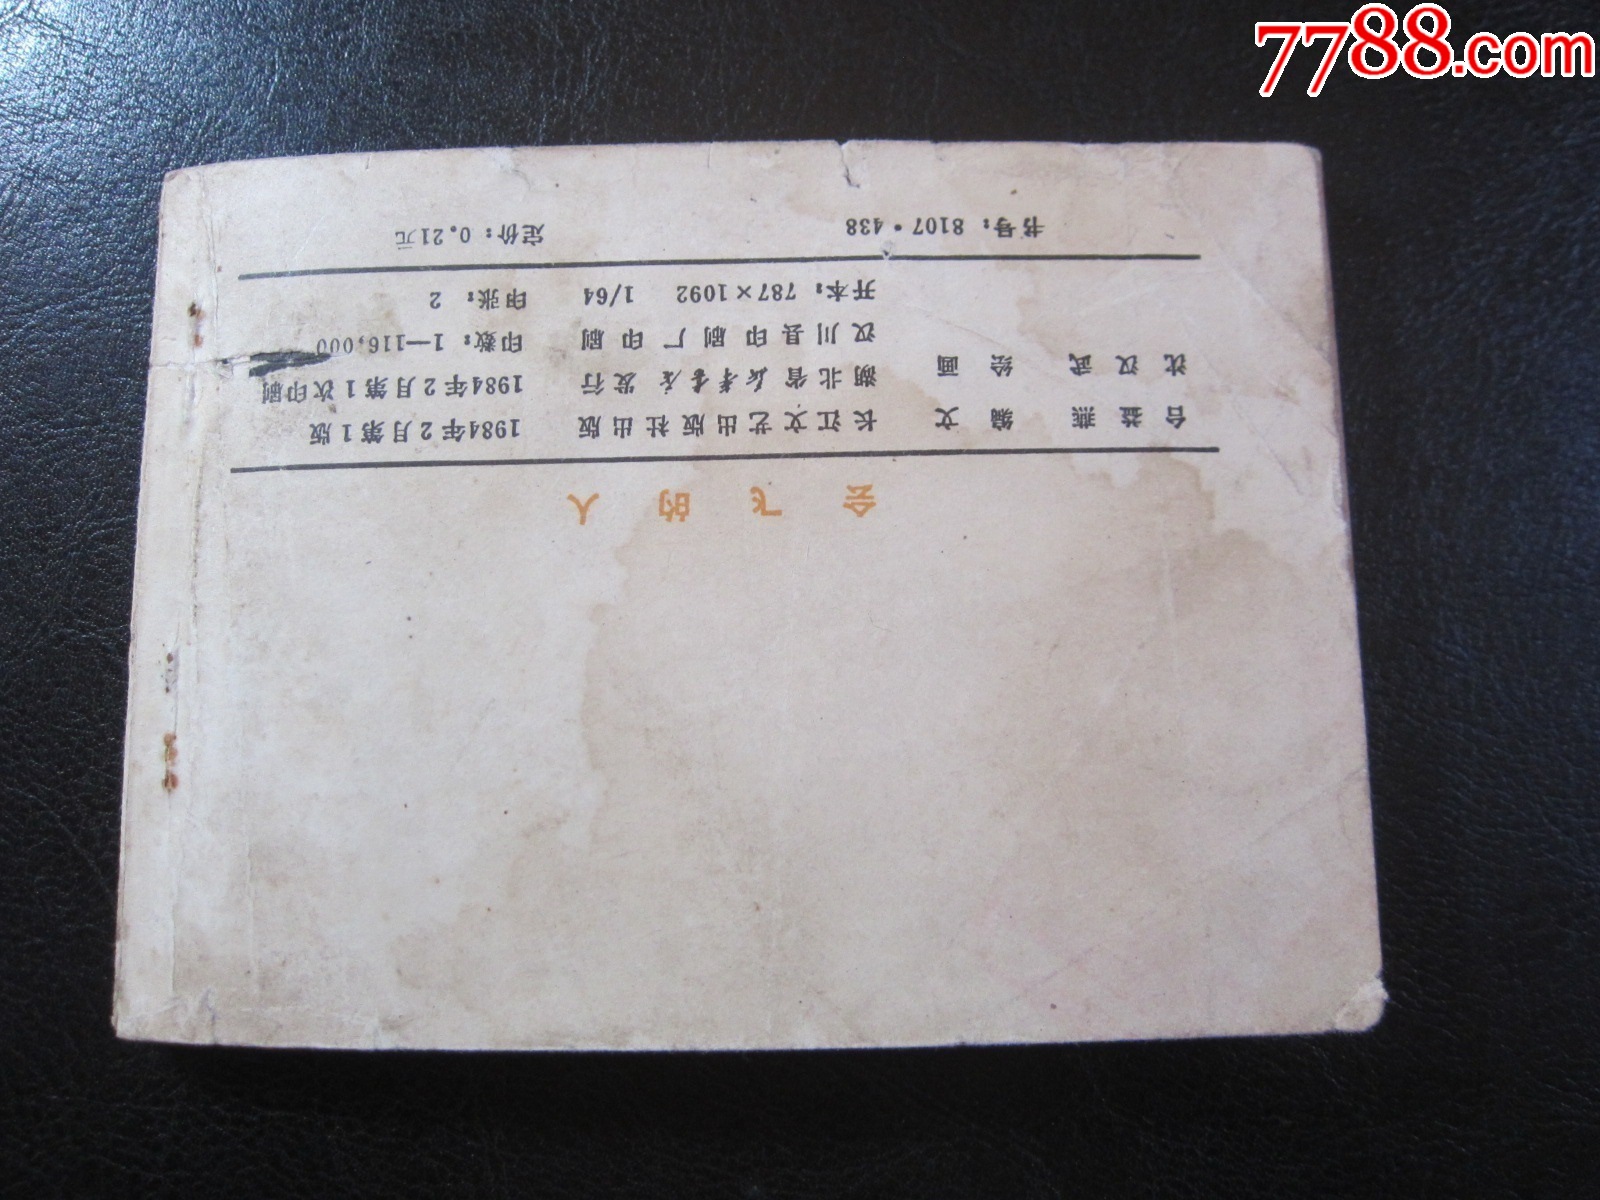 7788.com
会飞的人
台益燕 编文 长江文艺出版社出版 1984年2月第1版
沈汉武 绘画 湖北省新华书店发行 1984年2月第1次印刷
汉川县印刷厂印刷 印数：1—116,000
开本：787×1092 1/64 印张：2
书号：8107·438 定价：0.21元